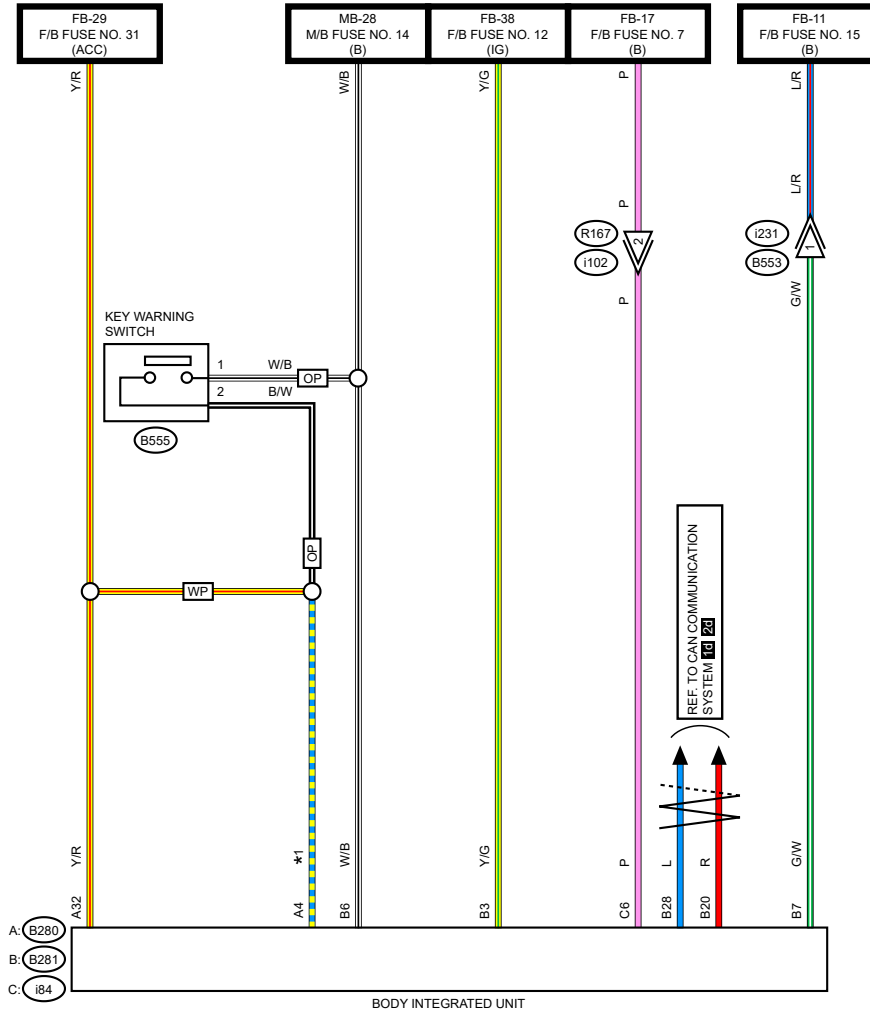 FB-29
F/B FUSE NO. 31
(ACC)
MB-28
M/B FUSE NO. 14
(B)
FB-38
F/B FUSE NO. 12
(IG)
FB-17
F/B FUSE NO. 7
(B)
FB-11
F/B FUSE NO. 15
(B)
Y/R
W/B
Y/G
P
L/R
P
L/R
R167
2
i102
i231
1
B553
P
G/W
KEY WARNING
SWITCH
1
W/B
OP
2
B/W
B555
OP
WP
REF. TO CAN COMMUNICATION
SYSTEM 1d 2d
Y/R
*1
W/B
Y/G
P
L
R
G/W
A32
A4
B6
B3
C6
B28
B20
B7
A: B280
B: B281
C: i84
BODY INTEGRATED UNIT